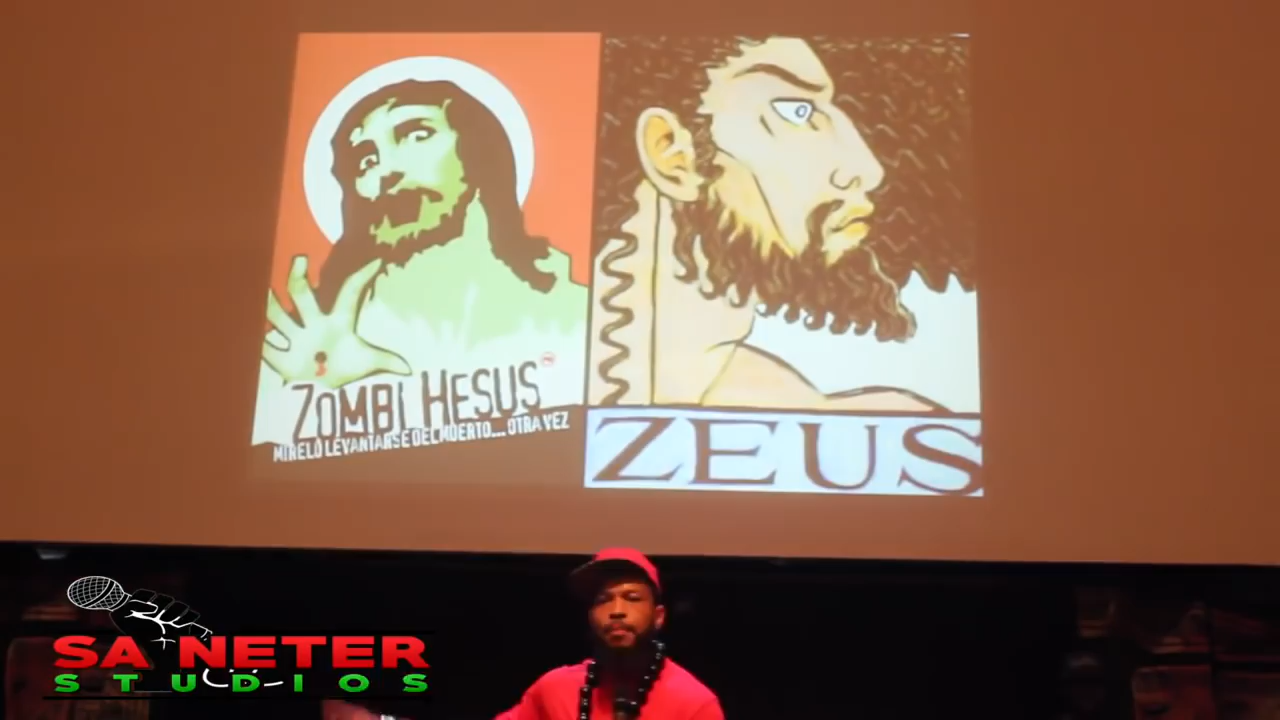 ZOMBI HESUS
MIRELO LEVANTARSE DEL MUERTO... OTRA VEZ
ZEUS
SA NETER
STUDIOS